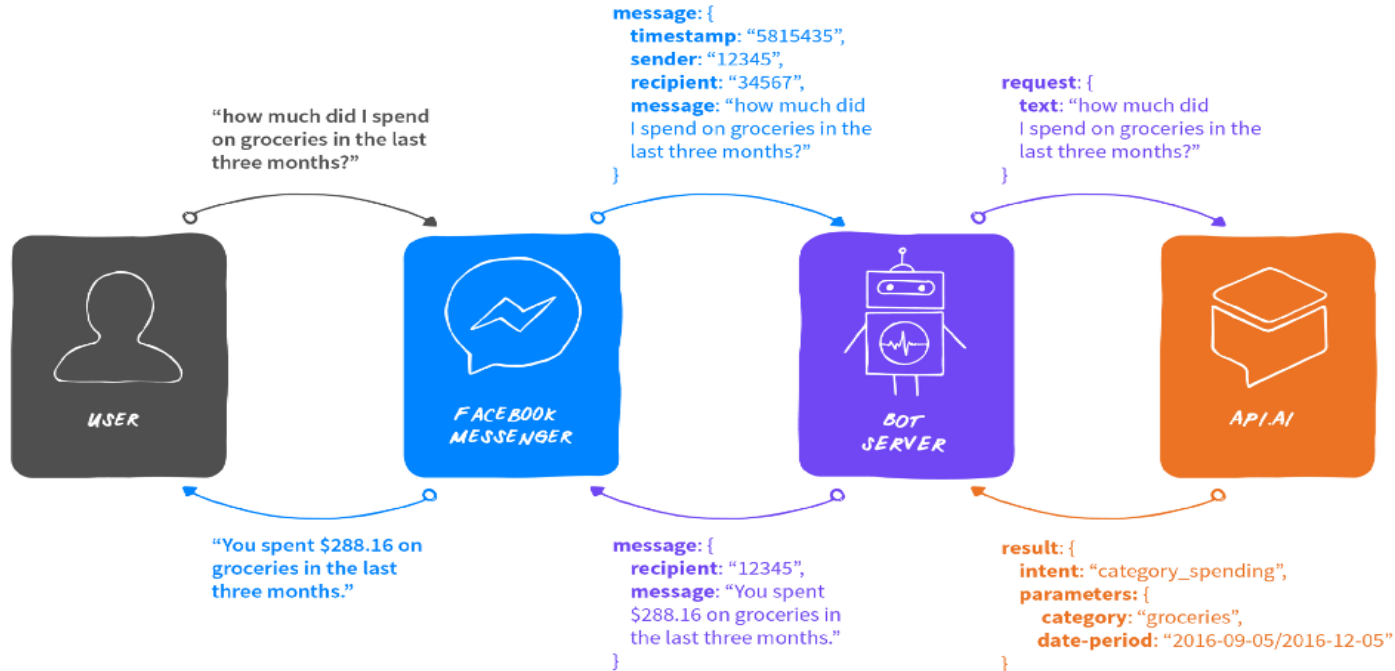 “how much did I spend
on groceries in the last
three months?”
message: {
timestamp: “5815435”,
sender: “12345”,
recipient: “34567”,
message: “how much did
I spend on groceries in the
last three months?”
}
request: {
text: “how much did
I spend on groceries in the
last three months?”
}
USER
FACEBOOK
MESSENGER
BOT
SERVER
API.AI
“You spent $288.16 on
groceries in the last
three months.”
message: {
recipient: “12345”,
message: “You spent
$288.16 on groceries in
the last three months.”
}
result: {
intent: “category_spending”,
parameters: {
category: “groceries”,
date-period: “2016-09-05/2016-12-05”
}